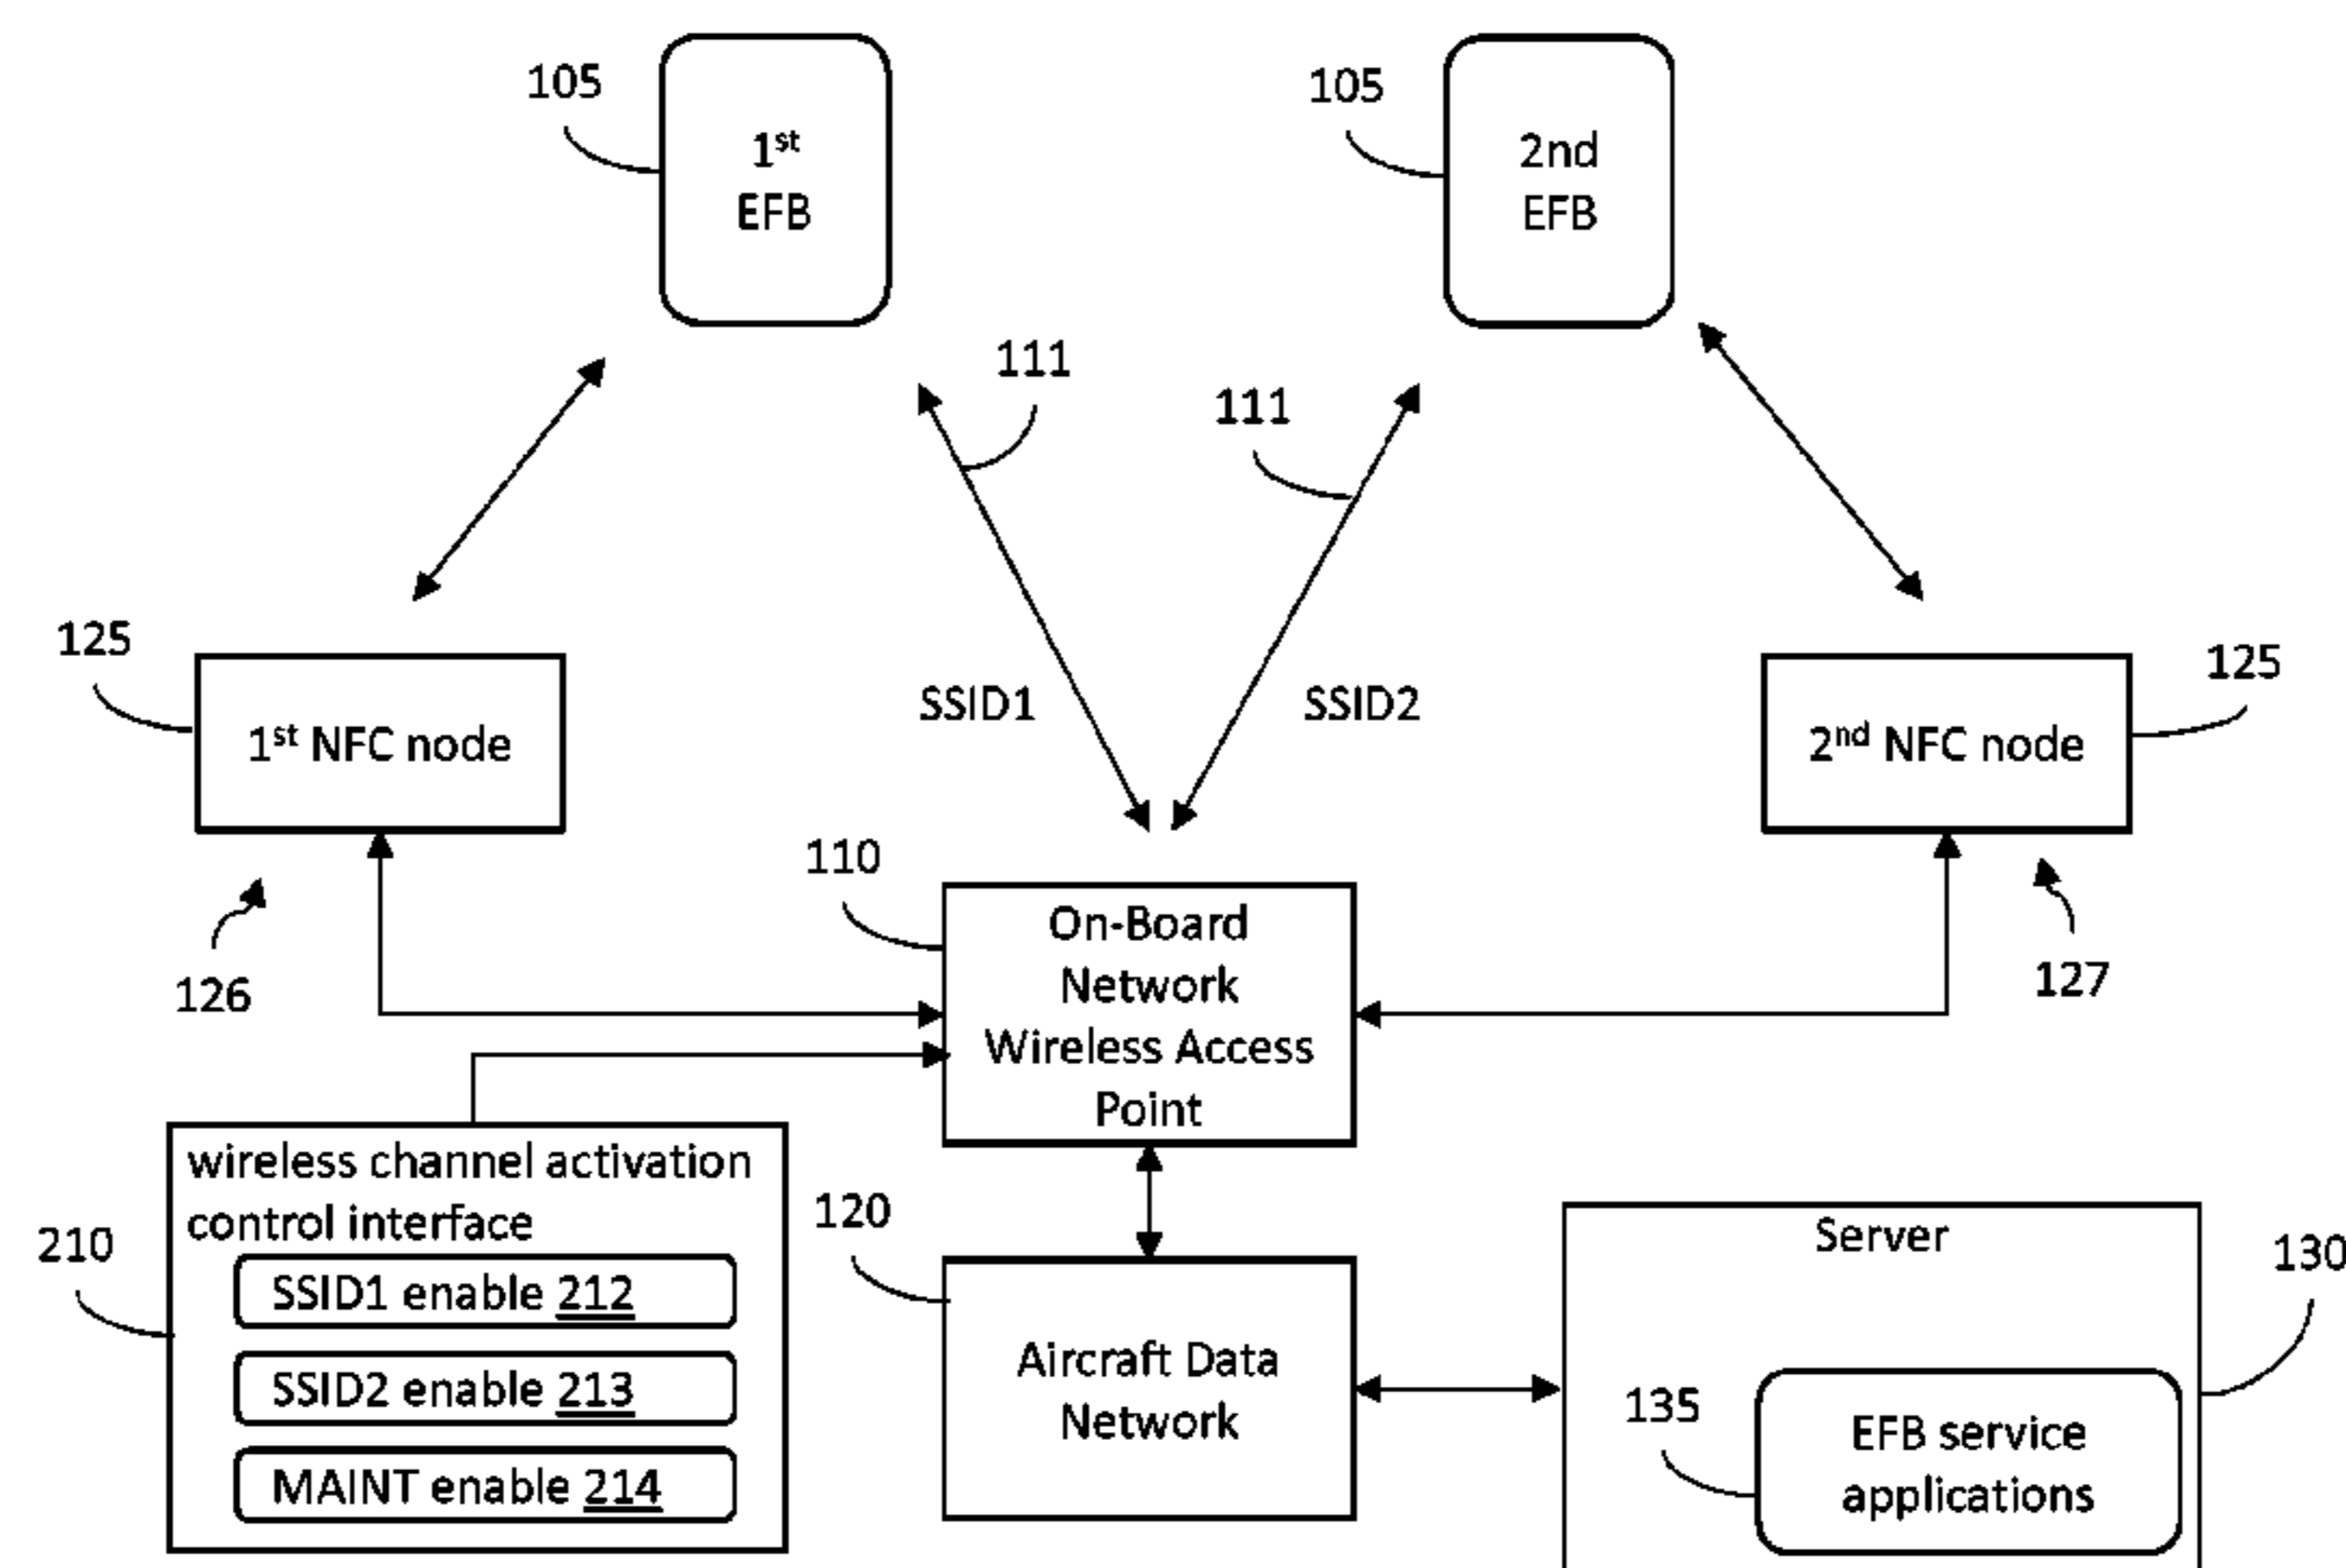 105
1st
EFB
105
2nd
EFB
111
111
125
1st NFC node
SSID1
SSID2
125
2nd NFC node
110
126
127
On-Board
Network
Wireless Access
Point
210
wireless channel activation
control interface
SSID1 enable 212
SSID2 enable 213
MAINT enable 214
120
Aircraft Data
Network
Server
130
135
EFB service
applications